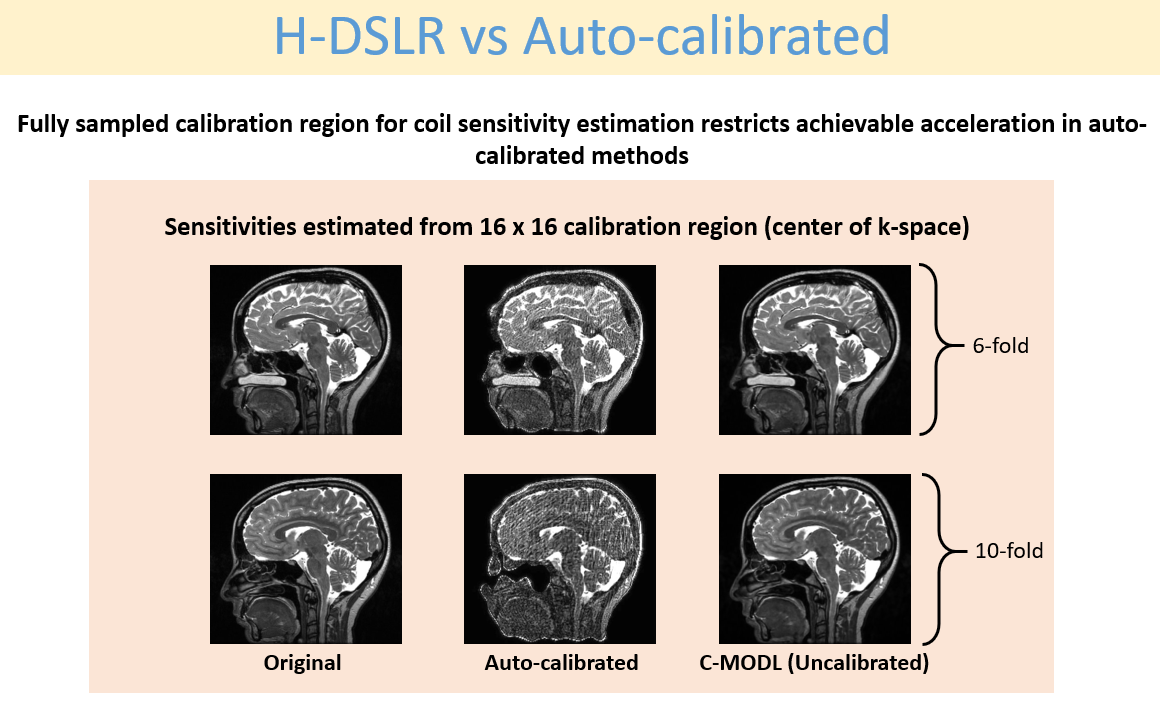 H-DSLR vs Auto-calibrated
Fully sampled calibration region for coil sensitivity estimation restricts achievable acceleration in auto-
calibrated methods
Sensitivities estimated from 16 x 16 calibration region (center of k-space)
6-fold
10-fold
Original
Auto-calibrated
C-MODL (Uncalibrated)